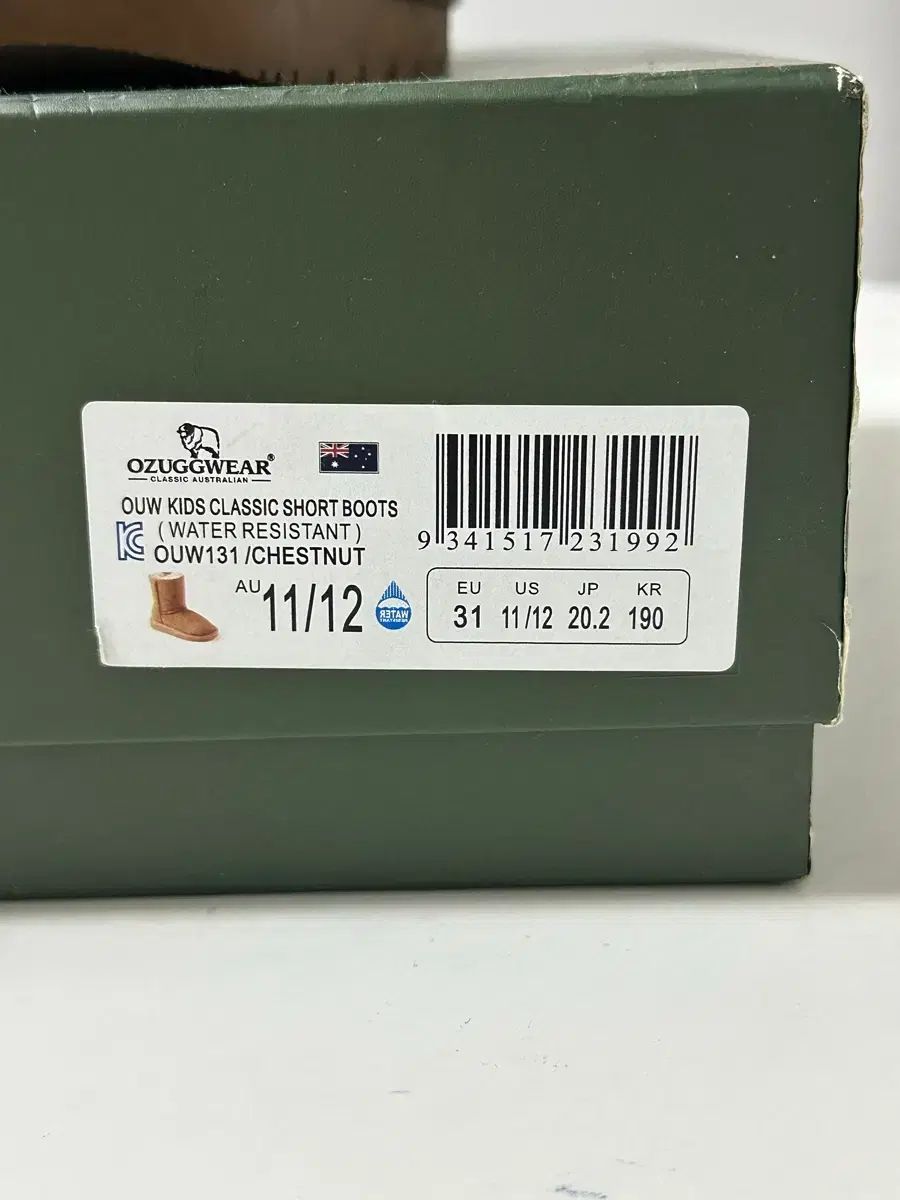 OZUGGWEAR®
CLASSIC AUSTRALIAN
OUW KIDS CLASSIC SHORT BOOTS
(WATER RESISTANT)
OUW131 /CHESTNUT
AU 11/12
WATER
RESISTANT
9 341517 231992
EU US JP KR
31 11/12 20.2 190